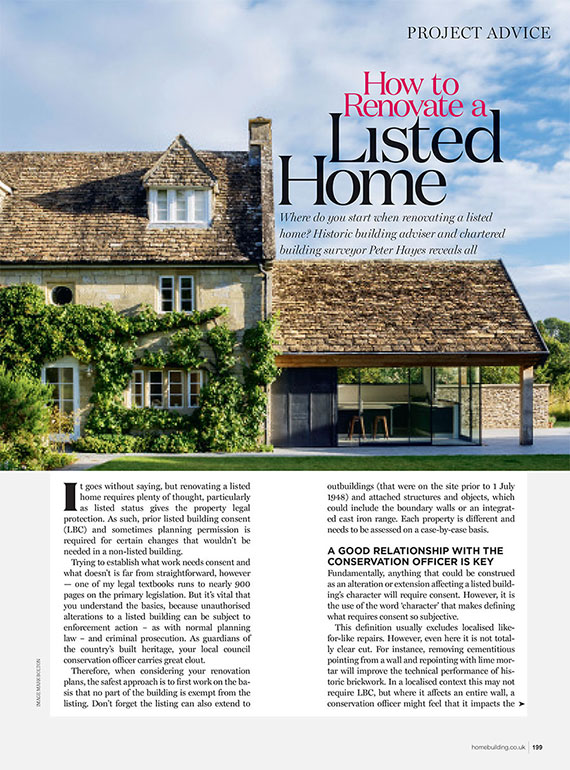 PROJECT ADVICE
How to
Renovate a
Listed
Home
Where do you start when renovating a listed
home? Historic building adviser and chartered
building surveyor Peter Hayes reveals all
It goes without saying, but renovating a listed
home requires plenty of thought, particularly
as listed status gives the property legal
protection. As such, prior listed building consent
(LBC) and sometimes planning permission is
required for certain changes that wouldn't be
needed in a non-listed building.
Trying to establish what work needs consent and
what doesn't is far from straightforward, however
— one of my legal textbooks runs to nearly 900
pages on the primary legislation. But it's vital that
you understand the basics, because unauthorised
alterations to a listed building can be subject to
enforcement action – as with normal planning
law – and criminal prosecution. As guardians of
the country's built heritage, your local council
conservation officer carries great clout.
Therefore, when considering your renovation
plans, the safest approach is to first work on the ba-
sis that no part of the building is exempt from the
listing. Don't forget the listing can also extend to
outbuildings (that were on the site prior to 1 July
1948) and attached structures and objects, which
could include the boundary walls or an integrat-
ed cast iron range. Each property is different and
needs to be assessed on a case-by-case basis.
A GOOD RELATIONSHIP WITH THE
CONSERVATION OFFICER IS KEY
Fundamentally, anything that could be construed
as an alteration or extension affecting a listed build-
ing's character will require consent. However, it is
the use of the word 'character' that makes defining
what requires consent so subjective.
This definition usually excludes localised like-
for-like repairs. However, even here it is not total-
ly clear cut. For instance, removing cementitious
pointing from a wall and repointing with lime mor-
tar will improve the technical performance of his-
toric brickwork. In a localised context this may not
require LBC, but where it affects an entire wall, a
conservation officer might feel that it impacts the ➤
IMAGE MARK BOLTON
homebuilding.co.uk | 199